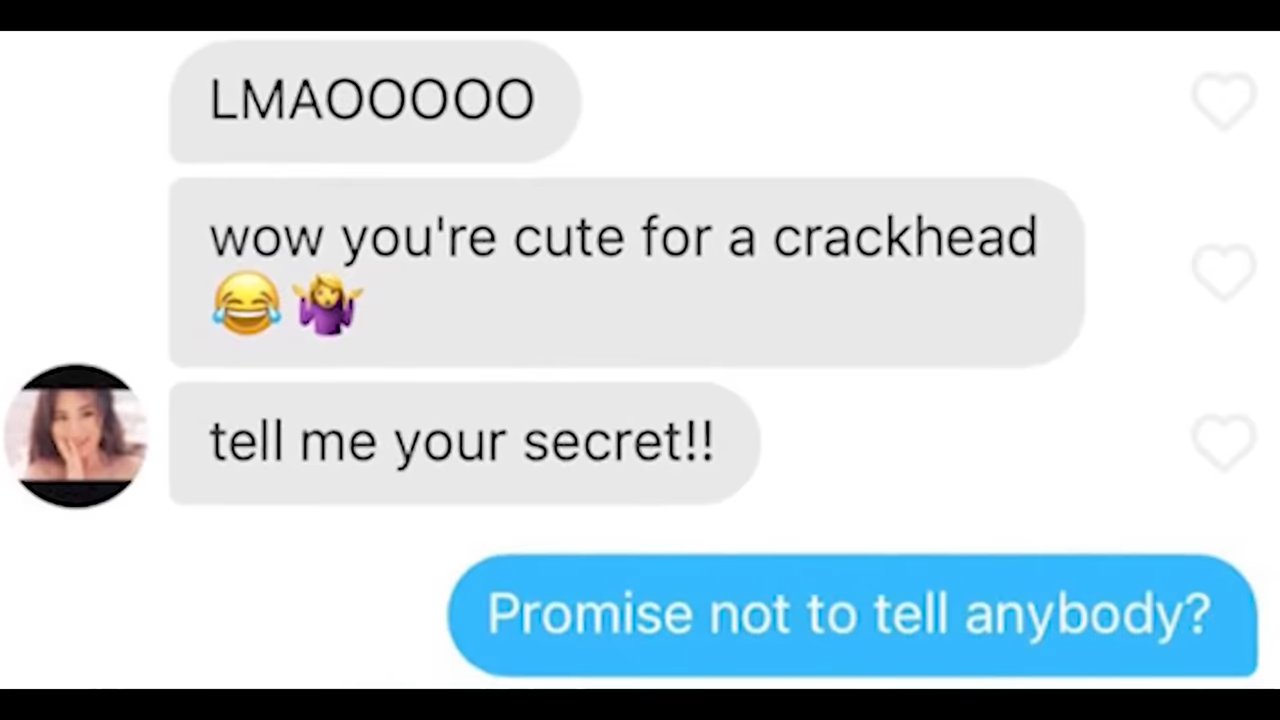 LMAOOOOO
wow you're cute for a crackhead
😂🤷‍♀️
tell me your secret!!
Promise not to tell anybody?